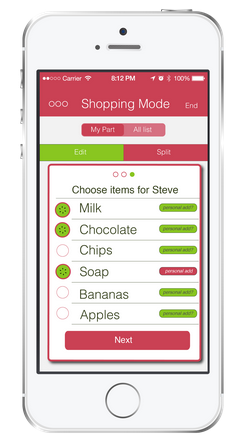 Carrier 8:12 PM 100%
Shopping Mode End
My Part All list
Edit Split
Choose items for Steve
Milk personal add?
Chocolate personal add?
Chips personal add?
Soap personal add
Bananas personal add?
Apples personal add?
Next